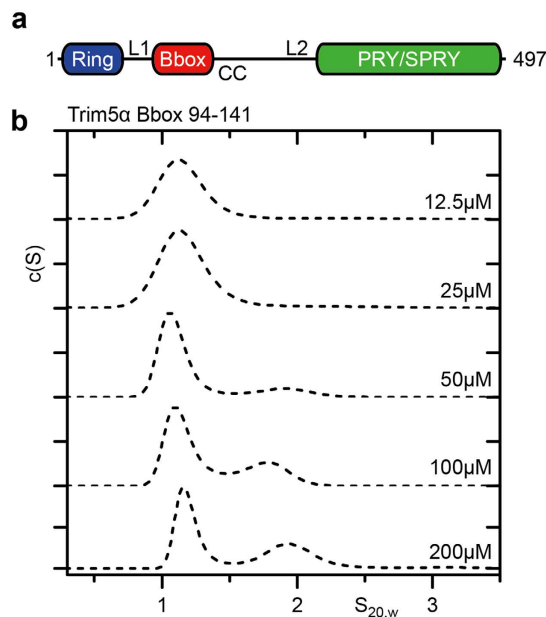 a
1 Ring L1 Bbox CC L2 PRY/SPRY 497
b Trim5α Bbox 94-141
c(S)
12.5µM
25µM
50µM
100µM
200µM
1 2 S20,w 3